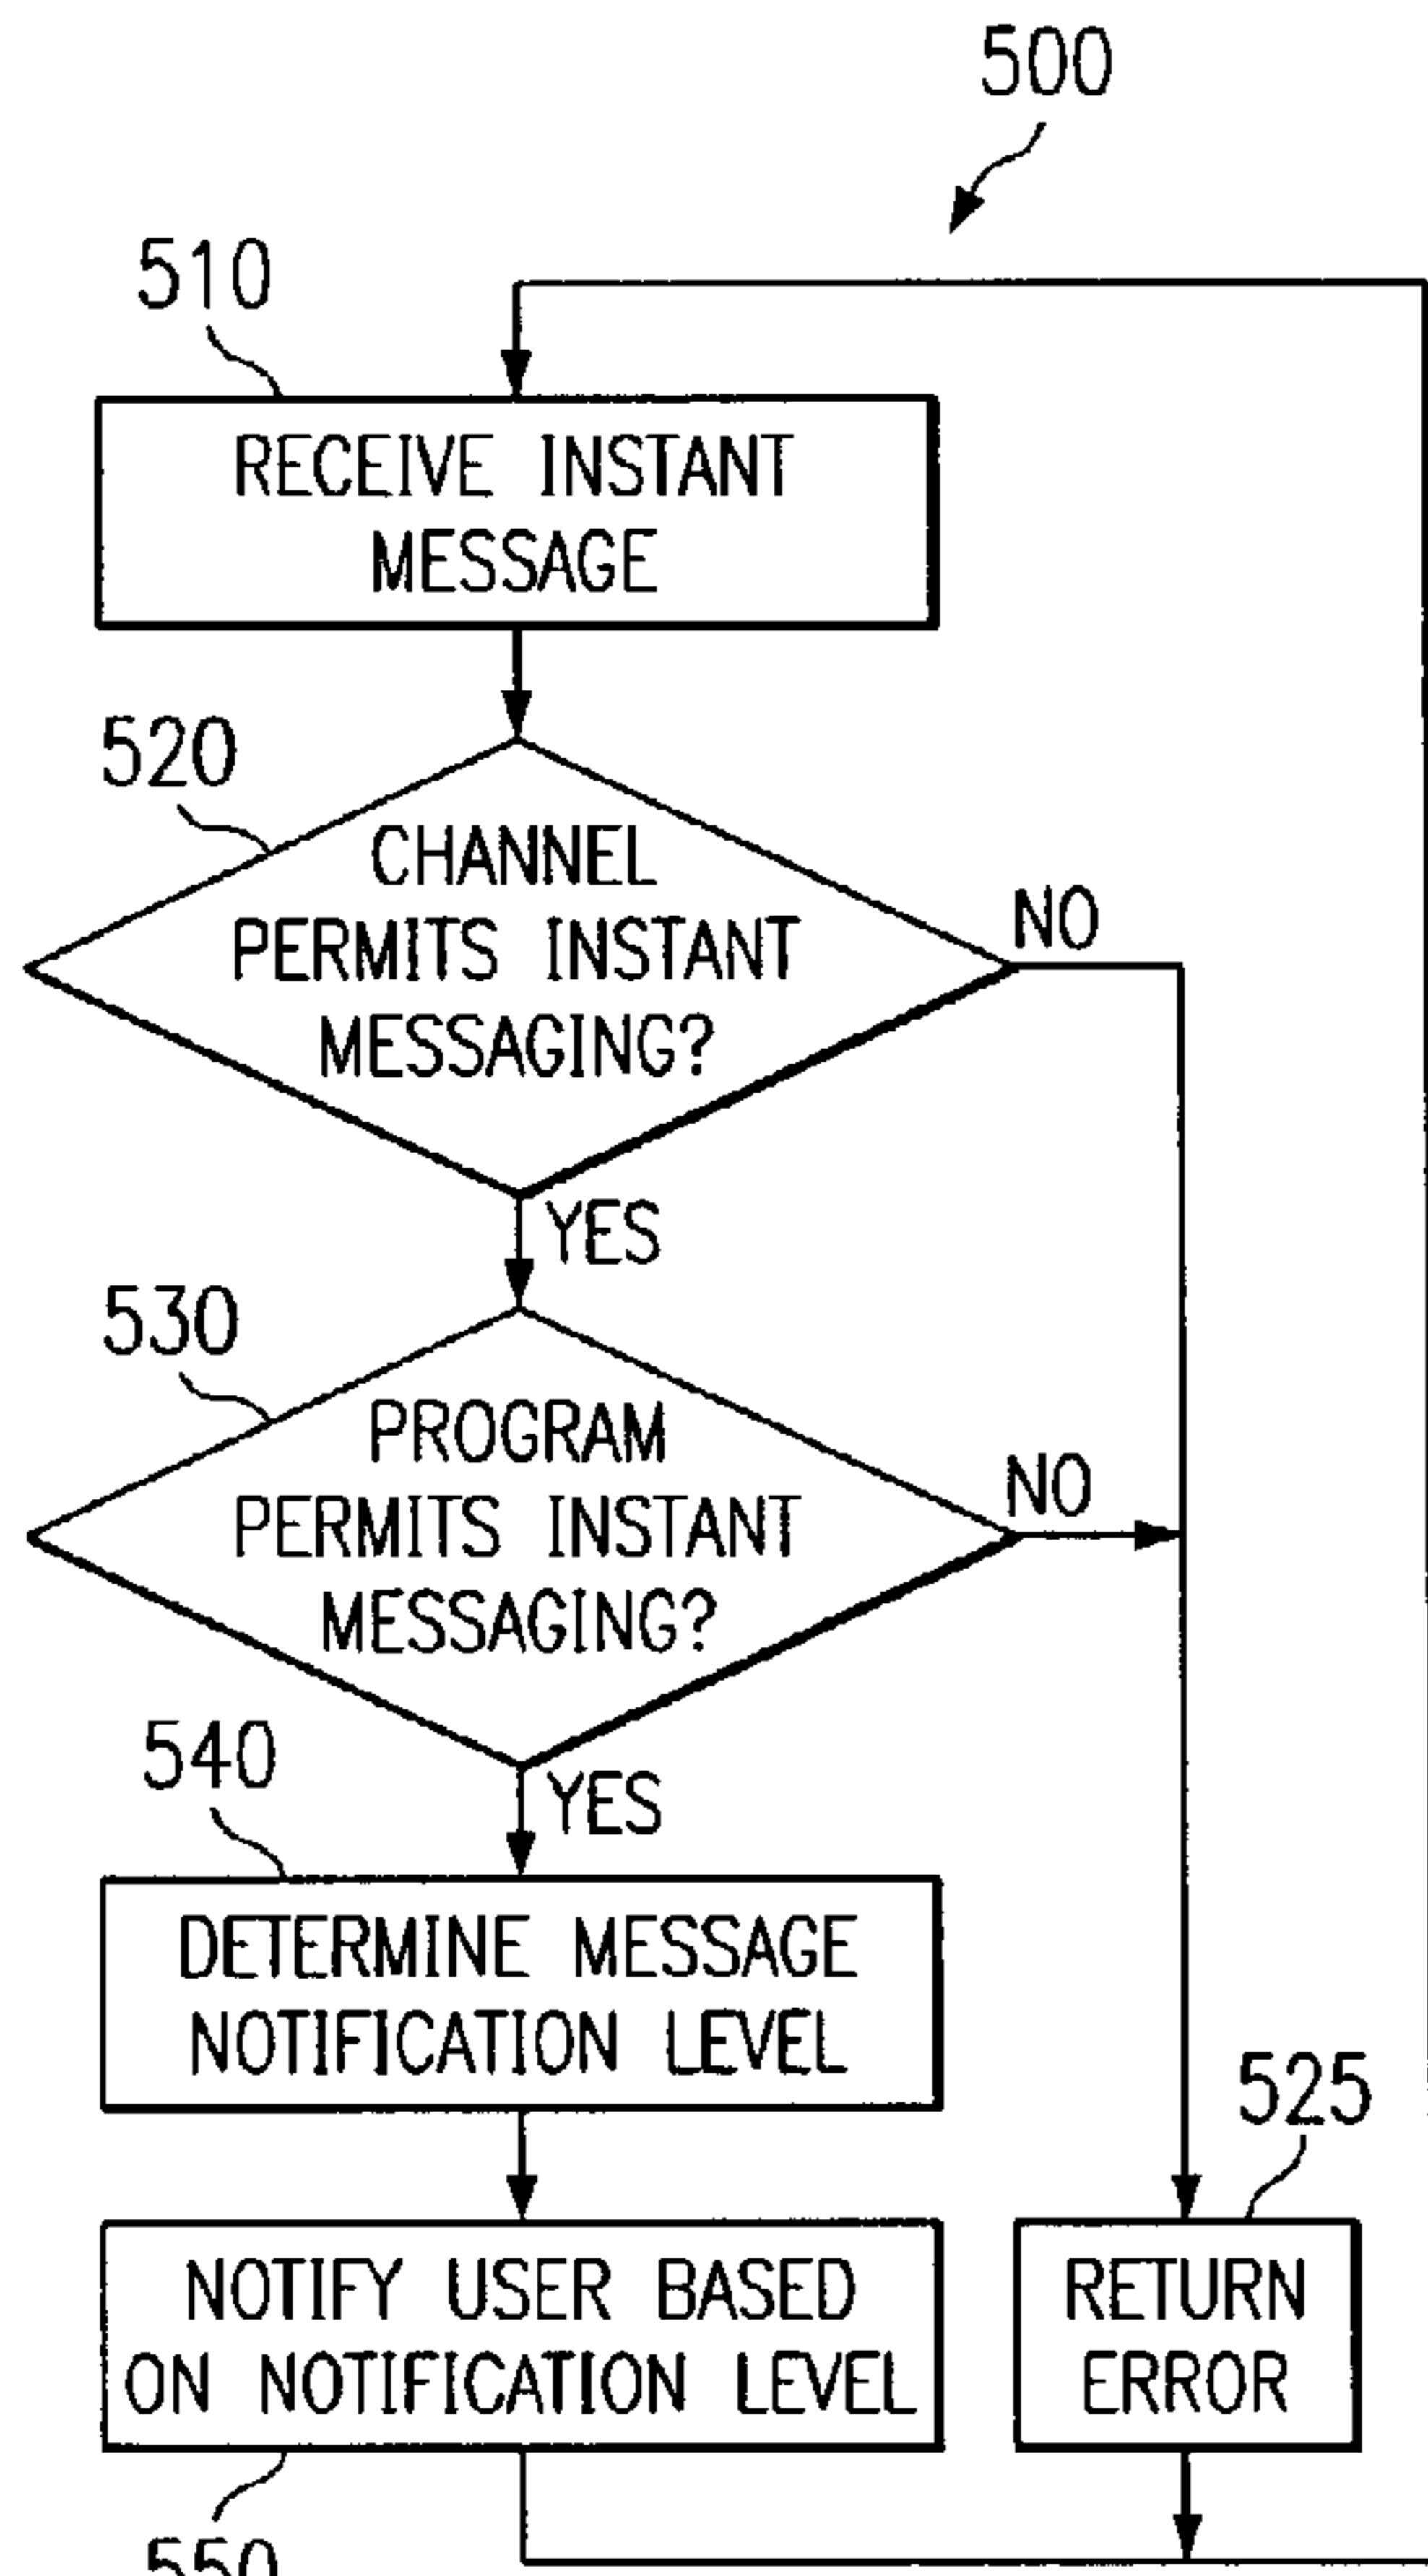 500
510
RECEIVE INSTANT
MESSAGE
520
CHANNEL
PERMITS INSTANT
MESSAGING?
NO
YES
530
PROGRAM
PERMITS INSTANT
MESSAGING?
NO
YES
540
DETERMINE MESSAGE
NOTIFICATION LEVEL
525
NOTIFY USER BASED
ON NOTIFICATION LEVEL
RETURN
ERROR
550